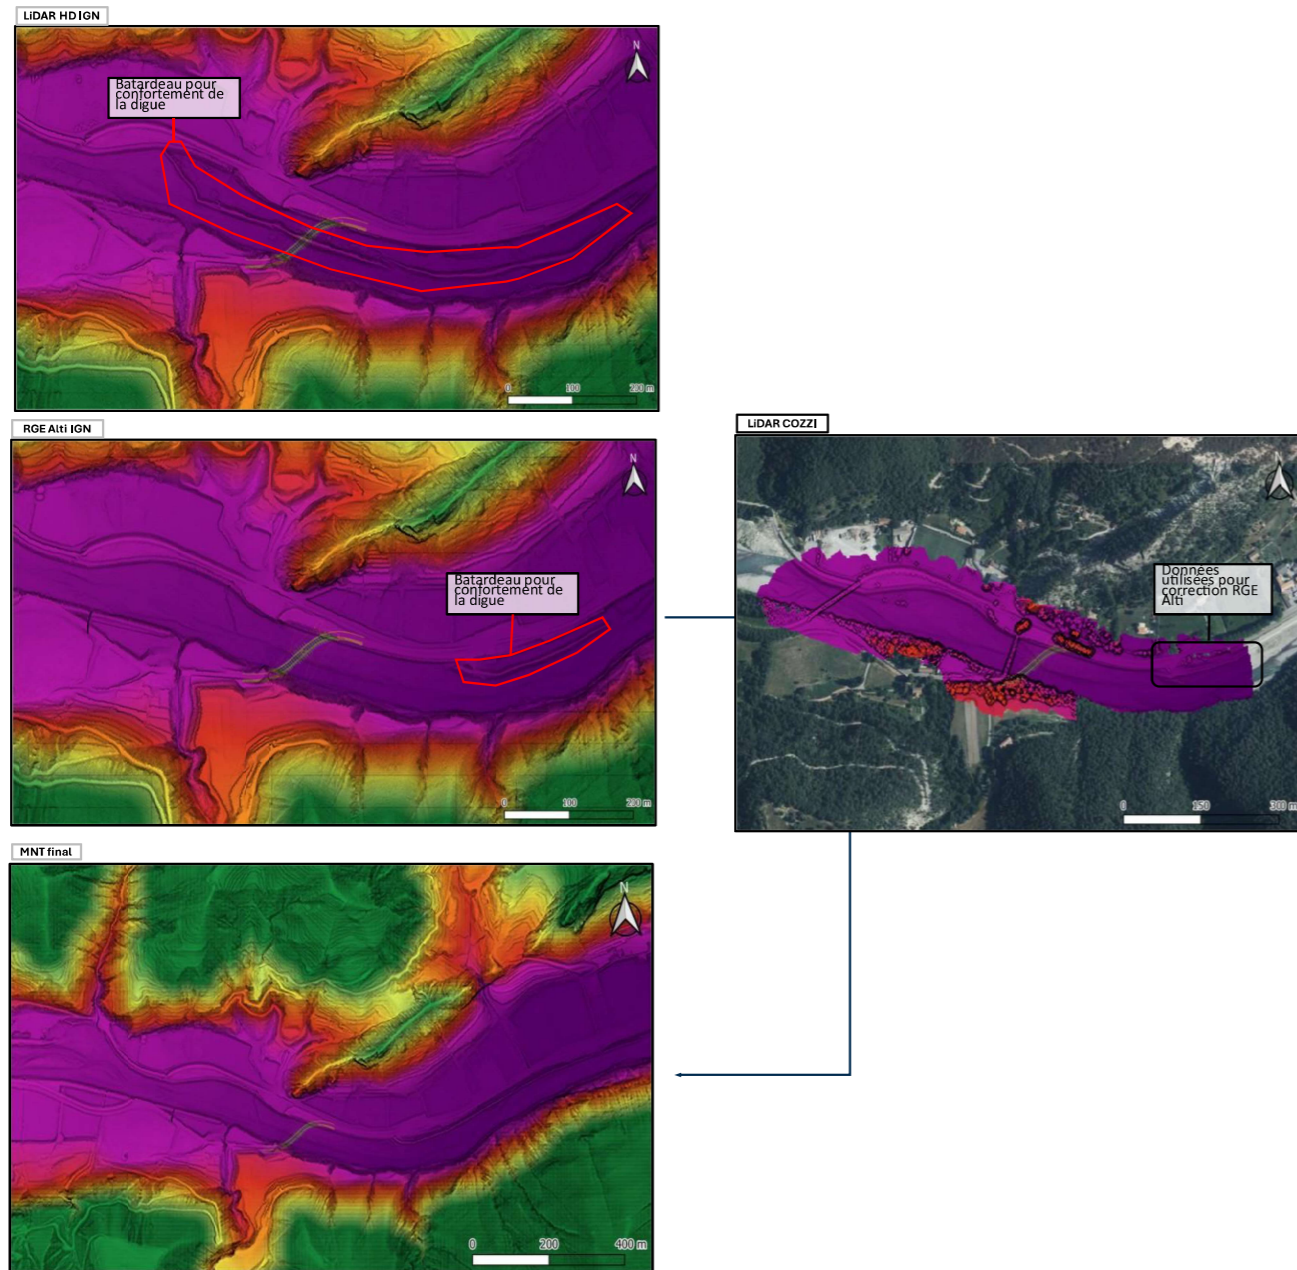 LiDAR HD IGN
N
Batardeau pour
confortement de
la digue
0 100 200 m
RGE Alti IGN
N
Batardeau pour
confortement de
la digue
0 100 200 m
LiDAR COZZI
N
Données
utilisées pour
correction RGE
Alti
0 150 300 m
MNT final
N
0 200 400 m